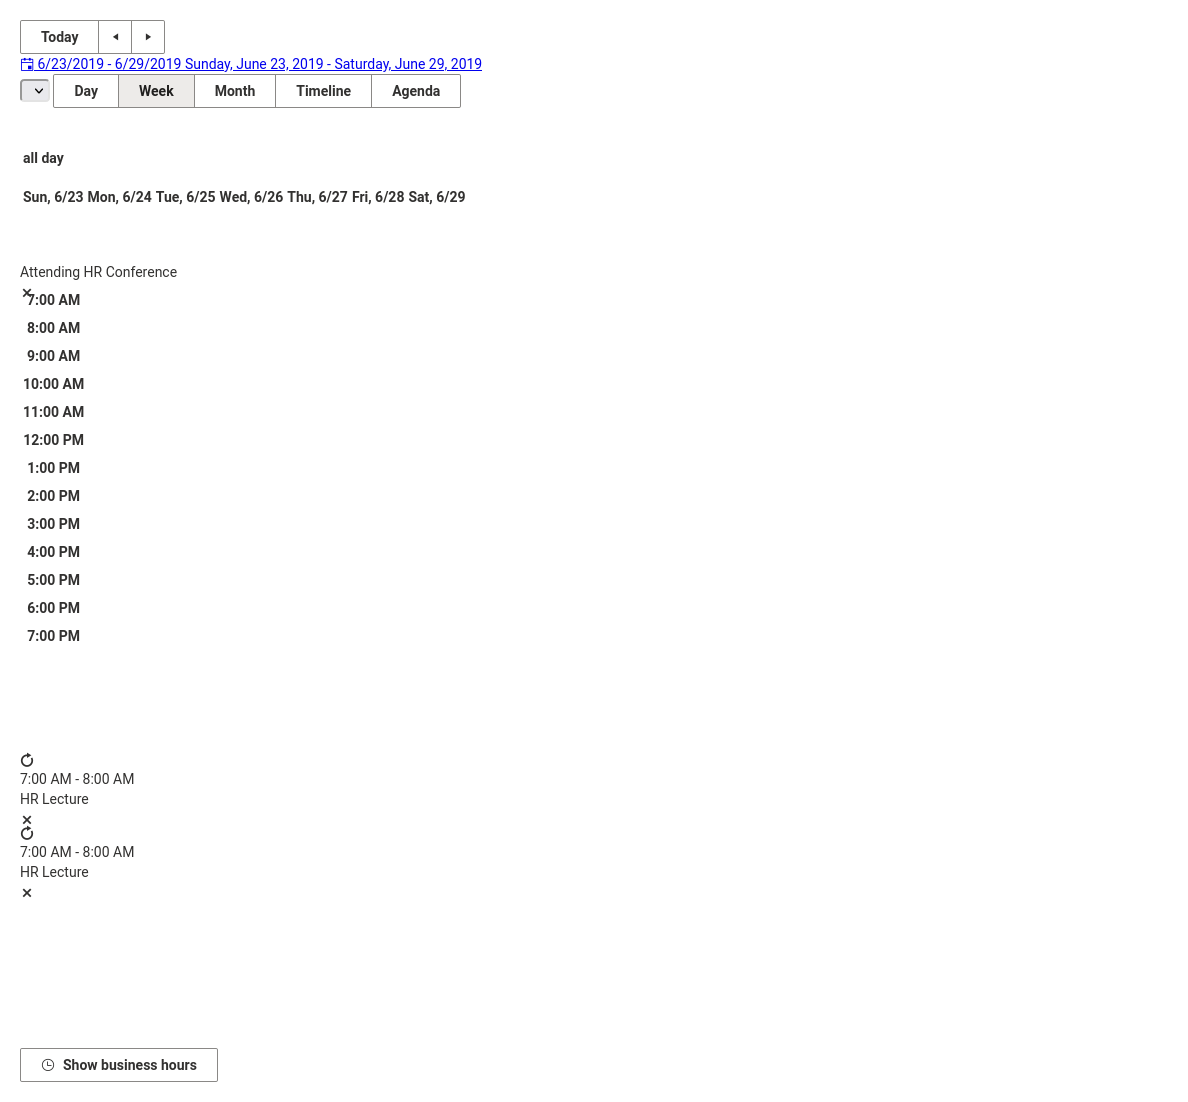 Today
6/23/2019 - 6/29/2019 Sunday, June 23, 2019 - Saturday, June 29, 2019
Day Week Month Timeline Agenda
all day
Sun, 6/23 Mon, 6/24 Tue, 6/25 Wed, 6/26 Thu, 6/27 Fri, 6/28 Sat, 6/29
Attending HR Conference
7:00 AM
8:00 AM
9:00 AM
10:00 AM
11:00 AM
12:00 PM
1:00 PM
2:00 PM
3:00 PM
4:00 PM
5:00 PM
6:00 PM
7:00 PM
7:00 AM - 8:00 AM
HR Lecture
7:00 AM - 8:00 AM
HR Lecture
Show business hours